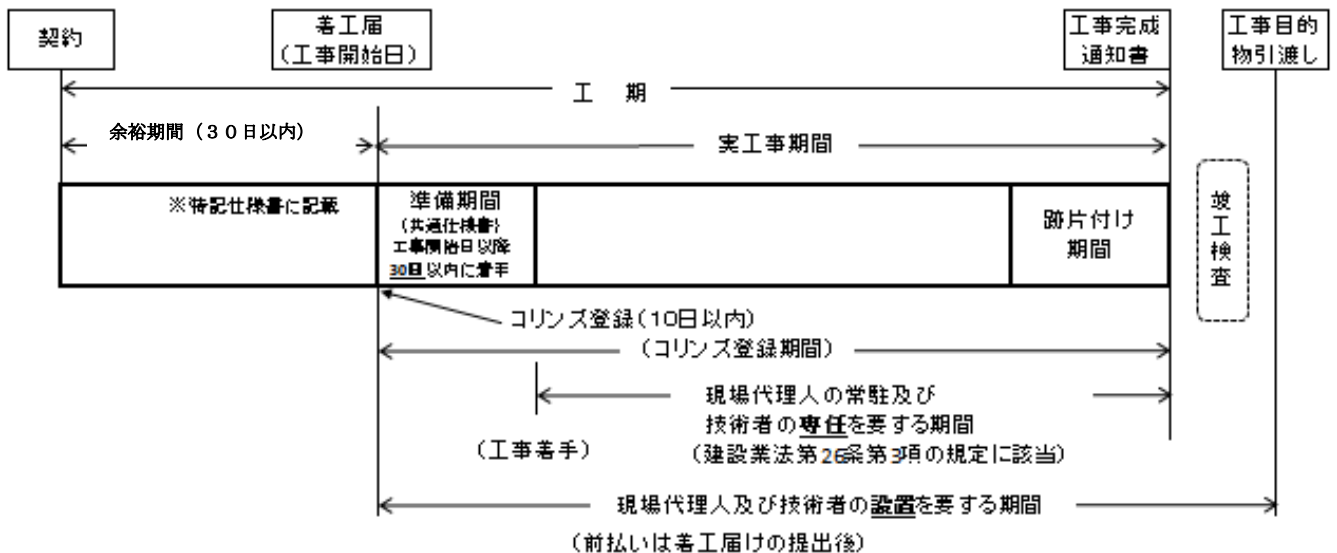 契約
着工届
（工事開始日）
工事完成
通知書
工事目的
物引渡し
工　期
余裕期間（３０日以内）
実工事期間
※特記仕様書に記載
準備期間
（共通仕様書）
工事開始日以降
30日以内に着手
跡片付け
期間
竣工検査
コリンズ登録（10日以内）
（コリンズ登録期間）
現場代理人の常駐及び
技術者の専任を要する期間
（工事着手）
（建設業法第26条第3項の規定に該当）
現場代理人及び技術者の設置を要する期間
（前払いは着工届けの提出後）